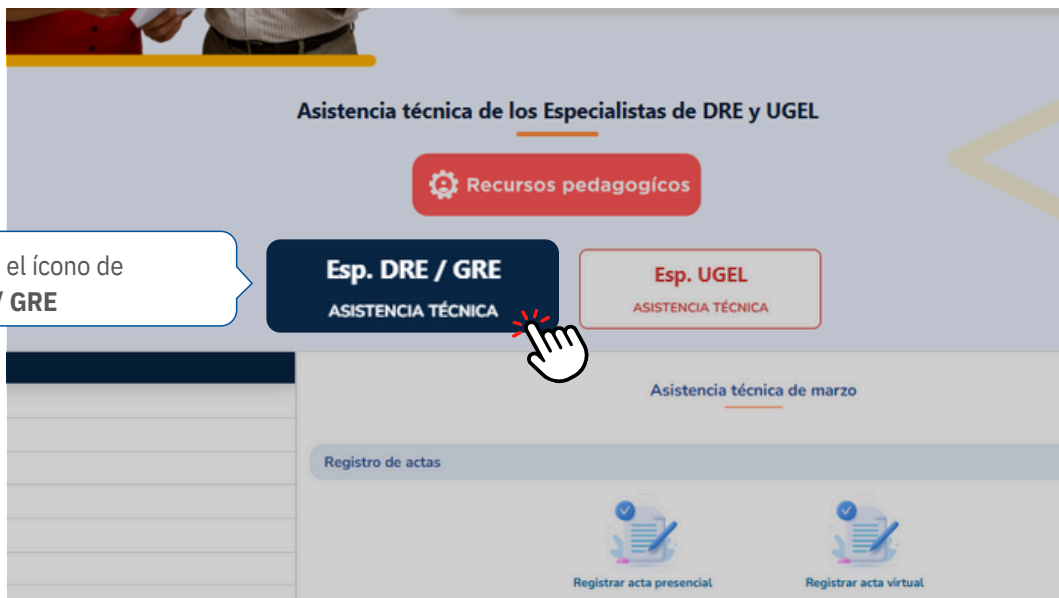 Asistencia técnica de los Especialistas de DRE y UGEL
Recursos pedagogícos
el ícono de
/ GRE
Esp. DRE / GRE
ASISTENCIA TÉCNICA
Esp. UGEL
ASISTENCIA TÉCNICA
Asistencia técnica de marzo
Registro de actas
Registrar acta presencial
Registrar acta virtual